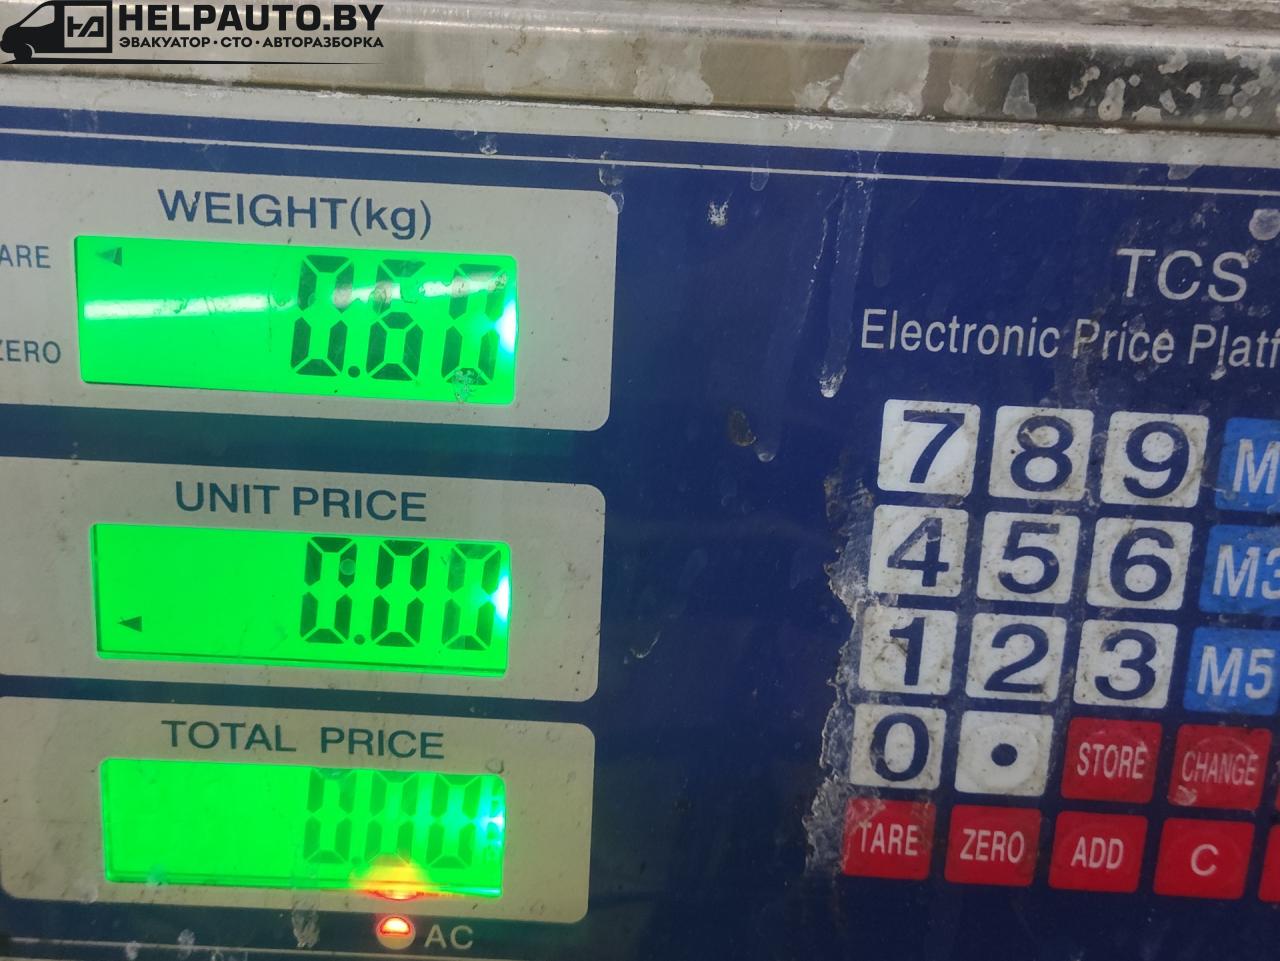 HELPAUTO.BY
ЭВАКУАТОР · СТО · АВТОРАЗБОРКА
WEIGHT(kg)
ARE
0.60
ZERO
UNIT PRICE
0.00
TOTAL PRICE
0.00
AC
TCS
Electronic Price Platf
7 8 9 M
4 5 6 M3
1 2 3 M5
0 . STORE CHANGE
TARE ZERO ADD C